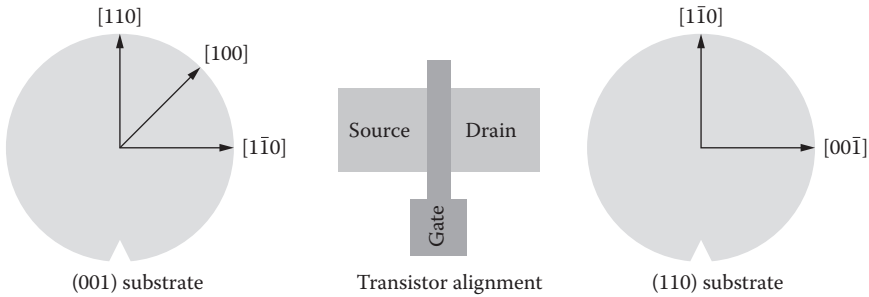 [110]
[100]
[11̄0]
(001) substrate
Source
Drain
Gate
Transistor alignment
[11̄0]
[001̄]
(110) substrate